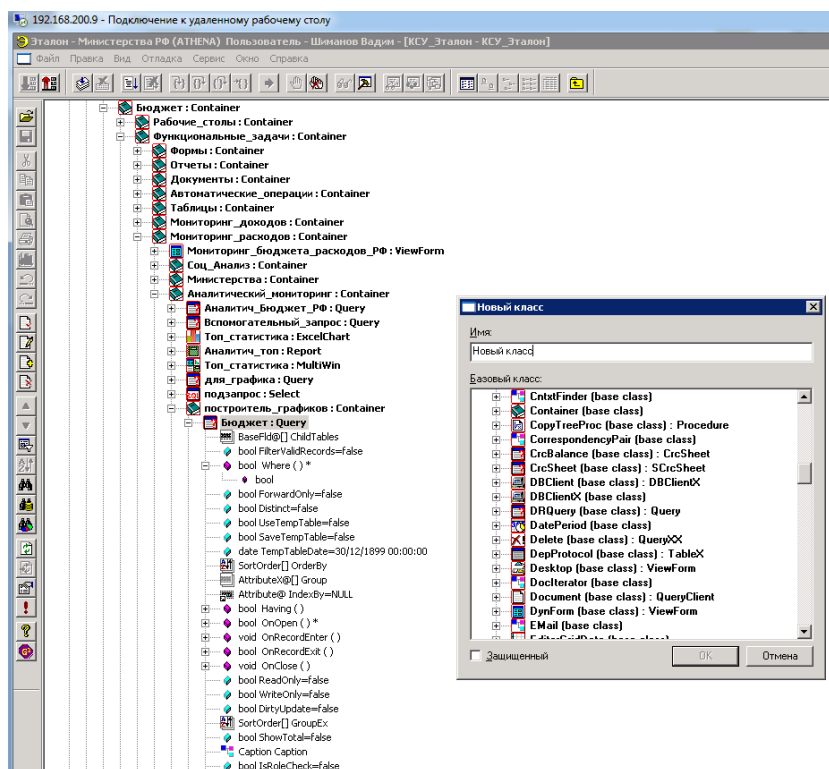 192.168.200.9 - Подключение к удаленному рабочему столу
Эталон - Министерства РФ (ATHENA) Пользователь - Шиманов Вадим - [КСУ_Эталон - КСУ_Эталон]
Файл Правка Вид Отладка Сервис Окно Справка
Бюджет : Container
Рабочие_столы : Container
Функциональные_задачи : Container
Формы : Container
Отчеты : Container
Документы : Container
Автоматические_операции : Container
Таблицы : Container
Мониторинг_доходов : Container
Мониторинг_расходов : Container
Мониторинг_бюджета_расходов_РФ : ViewForm
Соц_Анализ : Container
Министерства : Container
Аналитический_мониторинг : Container
Аналитич_Бюджет_РФ : Query
Вспомогательный_запрос : Query
Топ_статистика : ExcelChart
Аналитич_топ : Report
Топ_статистика : MultiWin
для_графика : Query
подзапрос : Select
построитель_графиков : Container
Бюджет : Query
BaseFld@[] ChildTables
bool FilterValidRecords=false
bool Where ( ) *
bool
bool ForwardOnly=false
bool Distinct=false
bool UseTempTable=false
bool SaveTempTable=false
date TempTableDate=30/12/1899 00:00:00
SortOrder[] OrderBy
AttributeX@[] Group
Attribute@ IndexBy=NULL
bool Having ( )
bool OnOpen ( ) *
void OnRecordEnter ( )
bool OnRecordExit ( )
void OnClose ( )
bool ReadOnly=false
bool WriteOnly=false
bool DirtyUpdate=false
SortOrder[] GroupEx
bool ShowTotal=false
Caption Caption
bool IsRoleCheck=false
Новый класс
Имя:
Новый класс
Базовый класс:
CntxtFinder (base class)
Container (base class)
CopyTreeProc (base class) : Procedure
CorrespondencyPair (base class)
CrcBalance (base class) : CrcSheet
CrcSheet (base class) : SCrcSheet
DBClient (base class) : DBClientX
DBClientX (base class)
DRQuery (base class) : Query
DatePeriod (base class)
Delete (base class) : QueryXX
DepProtocol (base class) : TableX
Desktop (base class) : ViewForm
DocIterator (base class)
Document (base class) : QueryClient
DynForm (base class) : ViewForm
EMail (base class)
EditorGridData (base class)
Защищенный
OK
Отмена